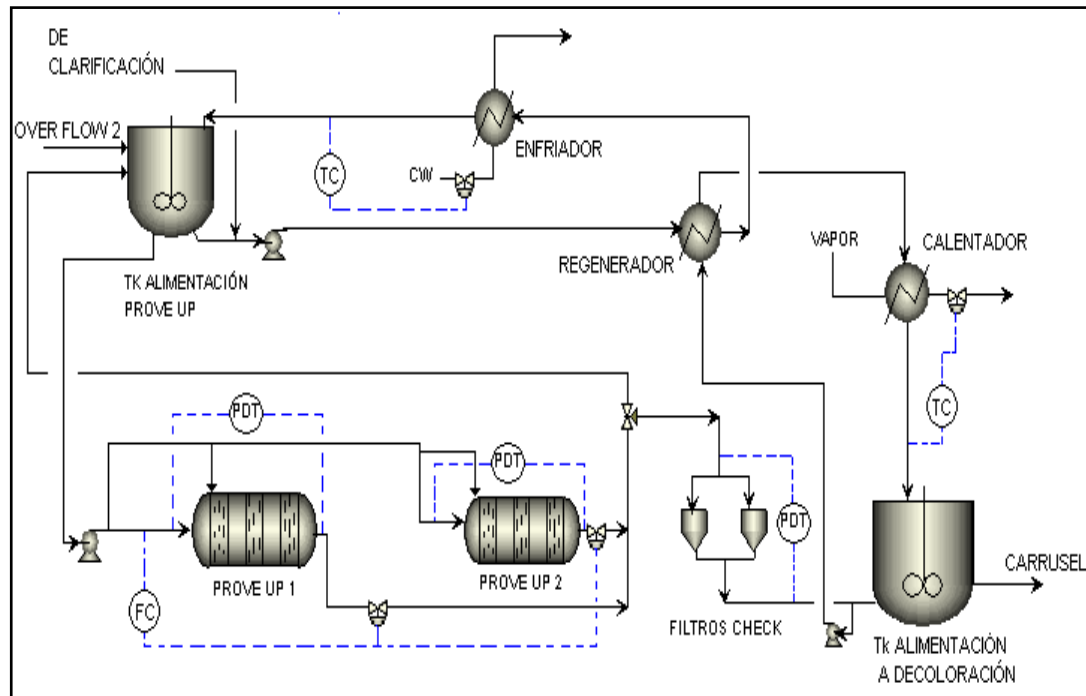 DE
CLARIFICACIÓN
OVER FLOW 2
ENFRIADOR
TC
CW
REGENERADOR
VAPOR
CALENTADOR
TK ALIMENTACIÓN
PROVE UP
TC
PDT
PDT
PDT
PROVE UP 1
PROVE UP 2
CARRUSEL
FC
FILTROS CHECK
Tk ALIMENTACIÓN
A DECOLORACIÓN